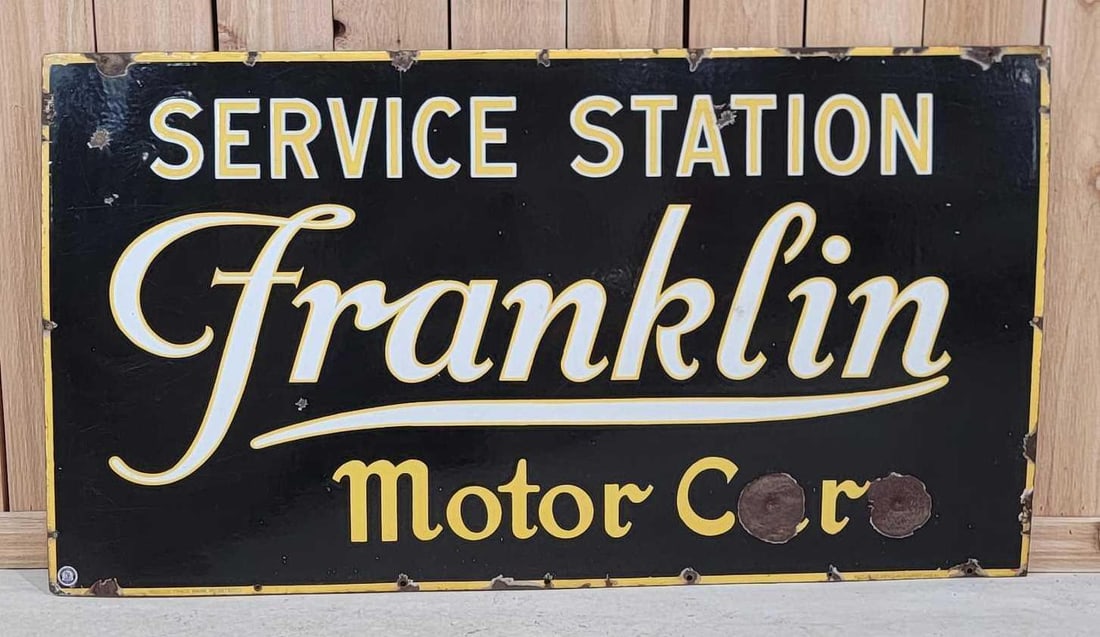 SERVICE STATION
Franklin
Motor